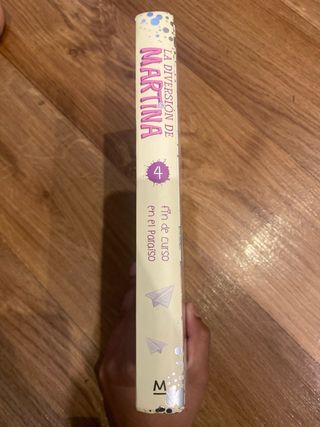 LA DIVERSIÓN DE
MARTINA
4
fin de curso
en el Paraíso
M